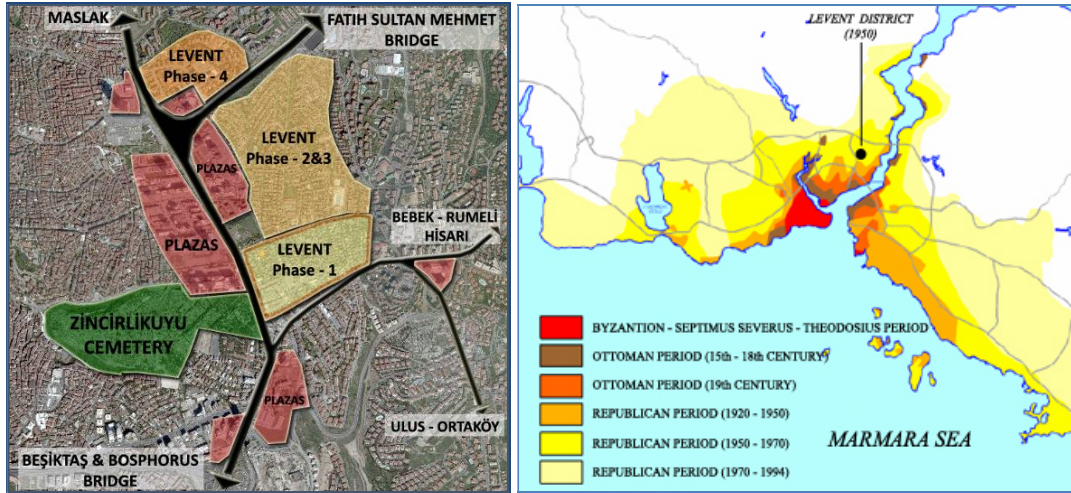 MASLAK
FATIH SULTAN MEHMET
BRIDGE
LEVENT
Phase - 4
LEVENT
Phase - 2&3
PLAZAS
PLAZAS
BEBEK - RUMELİ
HİSARI
LEVENT
Phase - 1
ZİNCİRLİKUYU
CEMETERY
PLAZAS
ULUS - ORTAKÖY
BEŞİKTAŞ & BOSPHORUS
BRIDGE
LEVENT DISTRICT
(1950)
BYZANTION - SEPTIMUS SEVERUS - THEODOSIUS PERIOD
OTTOMAN PERIOD (15th - 18th CENTURY)
OTTOMAN PERIOD (19th CENTURY)
REPUBLICAN PERIOD (1920 - 1950)
REPUBLICAN PERIOD (1950 - 1970)
REPUBLICAN PERIOD (1970 - 1994)
MARMARA SEA